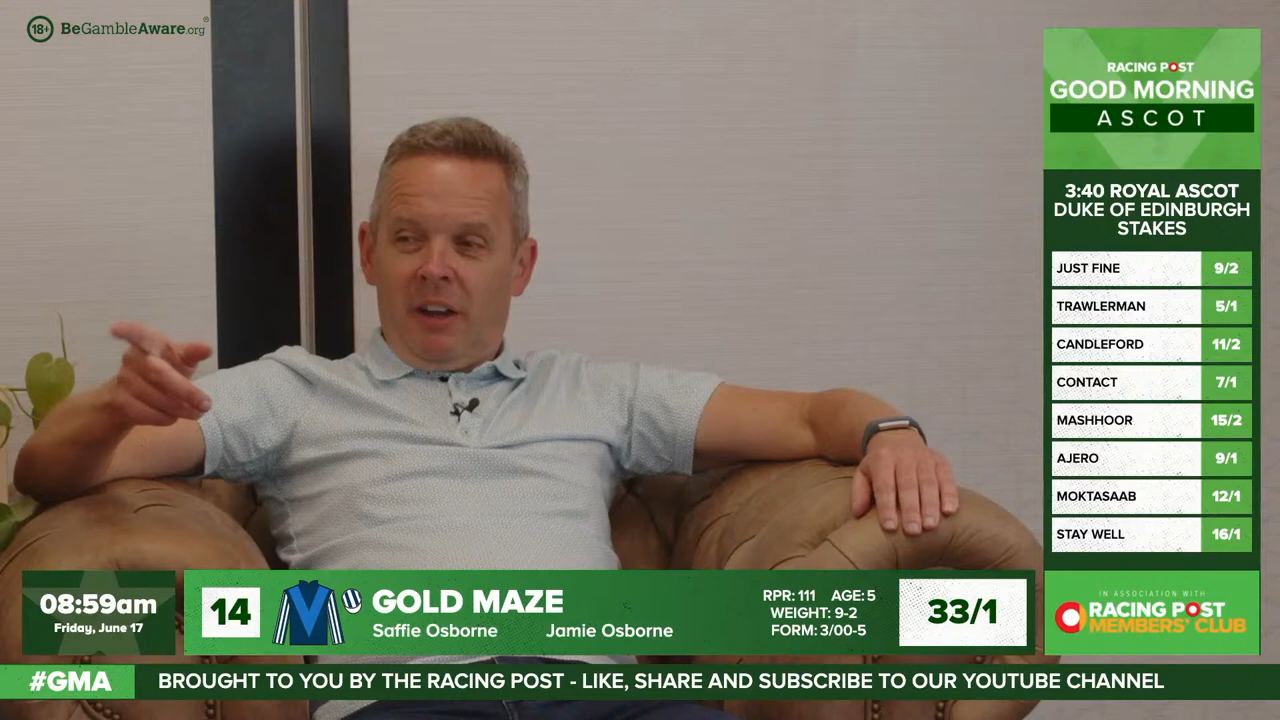 18+ BeGambleAware.org®
RACING POST
GOOD MORNING
ASCOT
3:40 ROYAL ASCOT
DUKE OF EDINBURGH
STAKES
JUST FINE 9/2
TRAWLERMAN 5/1
CANDLEFORD 11/2
CONTACT 7/1
MASHHOOR 15/2
AJERO 9/1
MOKTASAAB 12/1
STAY WELL 16/1
08:59am
Friday, June 17
14
GOLD MAZE
Saffie Osborne Jamie Osborne
RPR: 111 AGE: 5
WEIGHT: 9-2
FORM: 3/00-5
33/1
IN ASSOCIATION WITH
RACING POST
MEMBERS' CLUB
#GMA
BROUGHT TO YOU BY THE RACING POST - LIKE, SHARE AND SUBSCRIBE TO OUR YOUTUBE CHANNEL